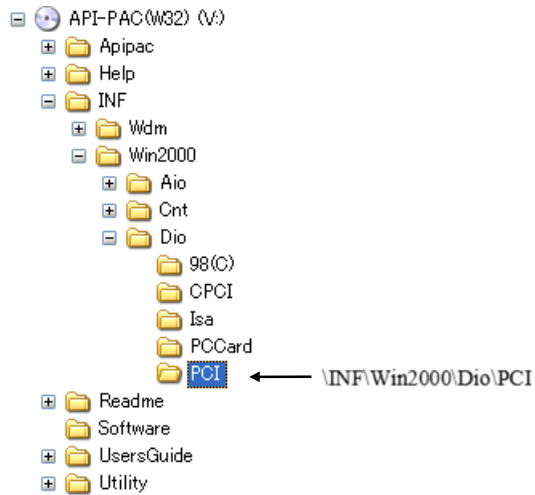 API-PAC(W32) (V:)
Apipac
Help
INF
Wdm
Win2000
Aio
Cnt
Dio
98(C)
CPCI
Isa
PCCard
PCI \INF\Win2000\Dio\PCI
Readme
Software
UsersGuide
Utility